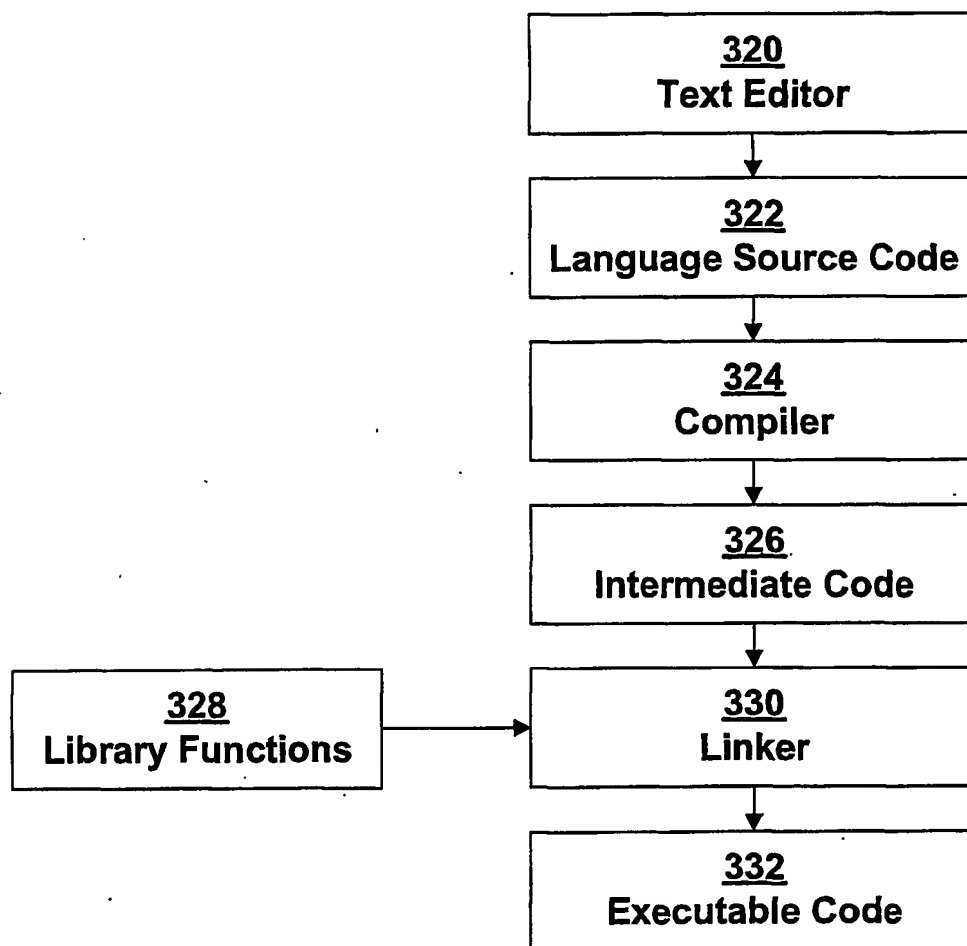 320
Text Editor
322
Language Source Code
324
Compiler
326
Intermediate Code
328
Library Functions
330
Linker
332
Executable Code